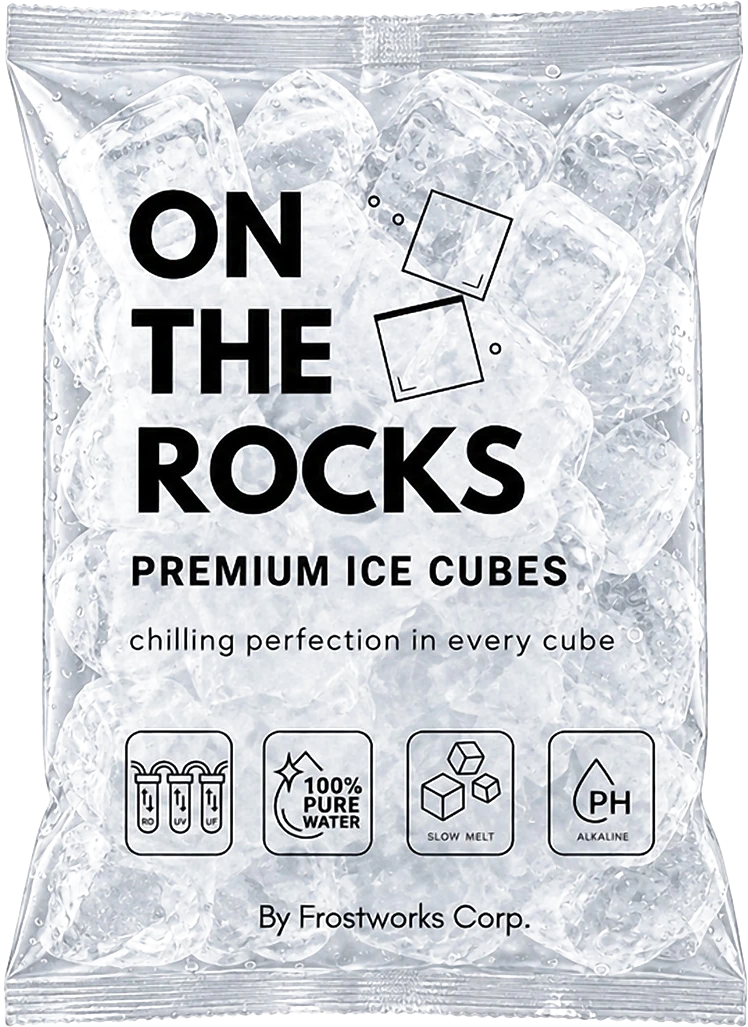 ON
THE
ROCKS
PREMIUM ICE CUBES
chilling perfection in every cube
RO UV UF
100%
PURE
WATER
SLOW MELT
PH
ALKALINE
By Frostworks Corp.